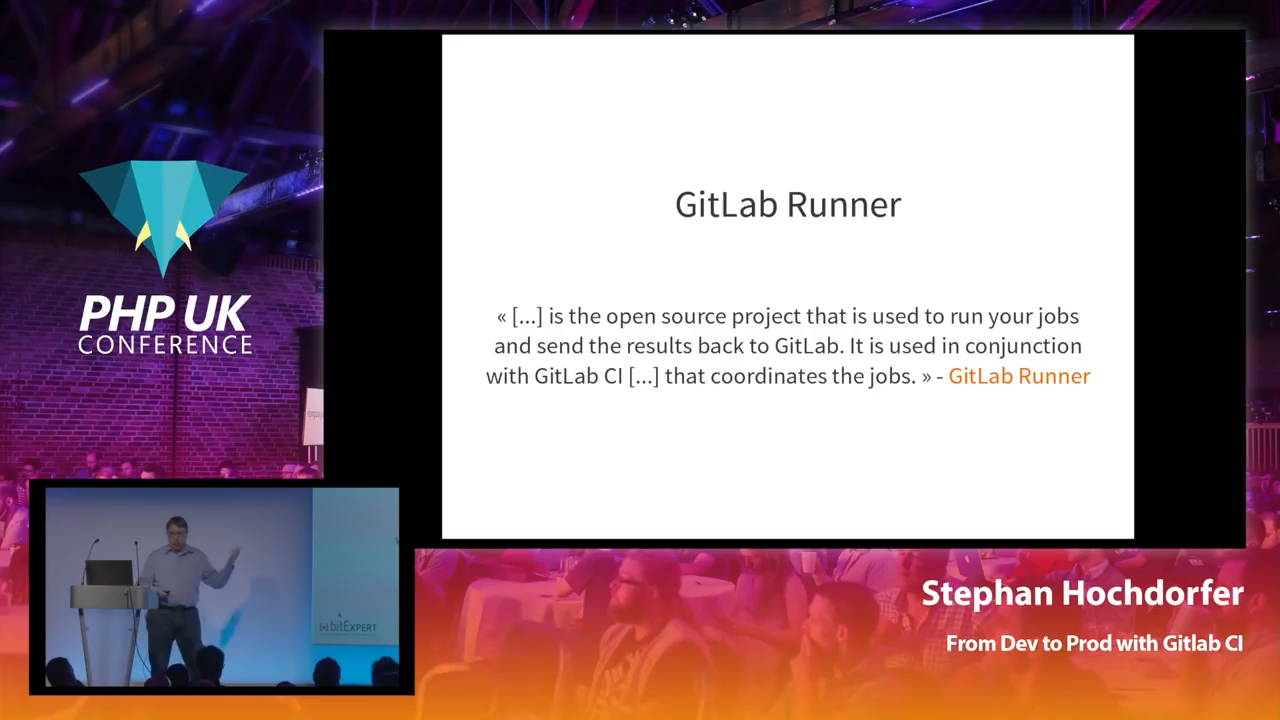 GitLab Runner
« [...] is the open source project that is used to run your jobs
and send the results back to GitLab. It is used in conjunction
with GitLab CI [...] that coordinates the jobs. » - GitLab Runner
PHP UK
CONFERENCE
bitExpert
Stephan Hochdorfer
From Dev to Prod with Gitlab CI